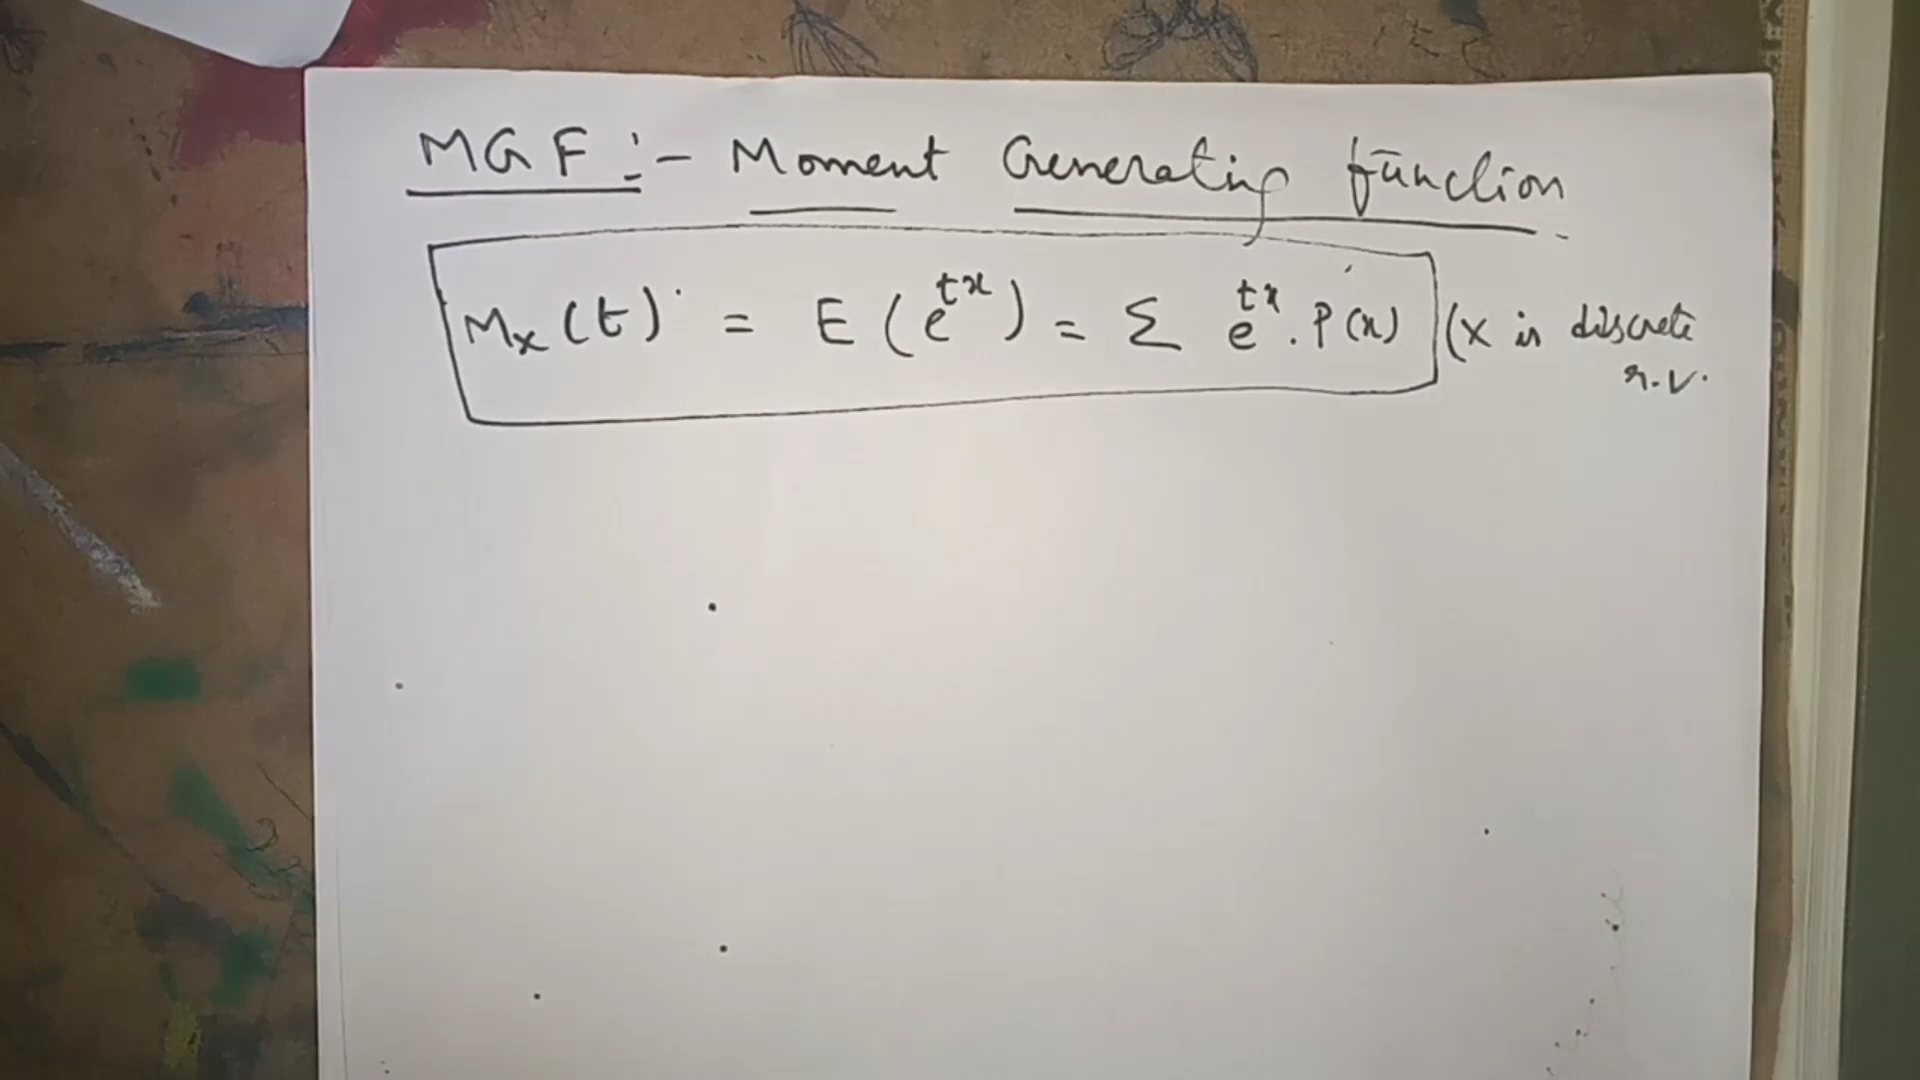 MGF :- Moment Generating function
Mx(t) = E(e^{tx}) = Σ e^{tx} . P(x) (X is discrete
r.v.